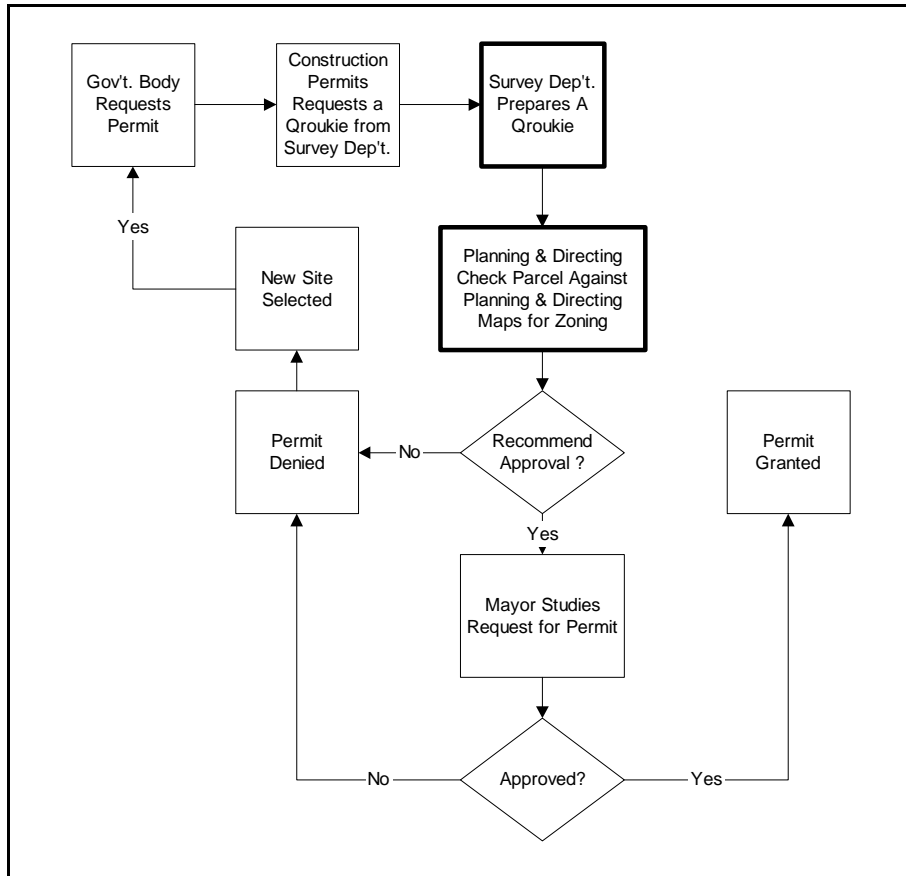 Gov't. Body
Requests
Permit
Construction
Permits
Requests a
Qroukie from
Survey Dep't.
Survey Dep't.
Prepares A
Qroukie
Yes
New Site
Selected
Planning & Directing
Check Parcel Against
Planning & Directing
Maps for Zoning
Permit
Denied
No
Recommend
Approval ?
Permit
Granted
Yes
Mayor Studies
Request for Permit
No
Approved?
Yes